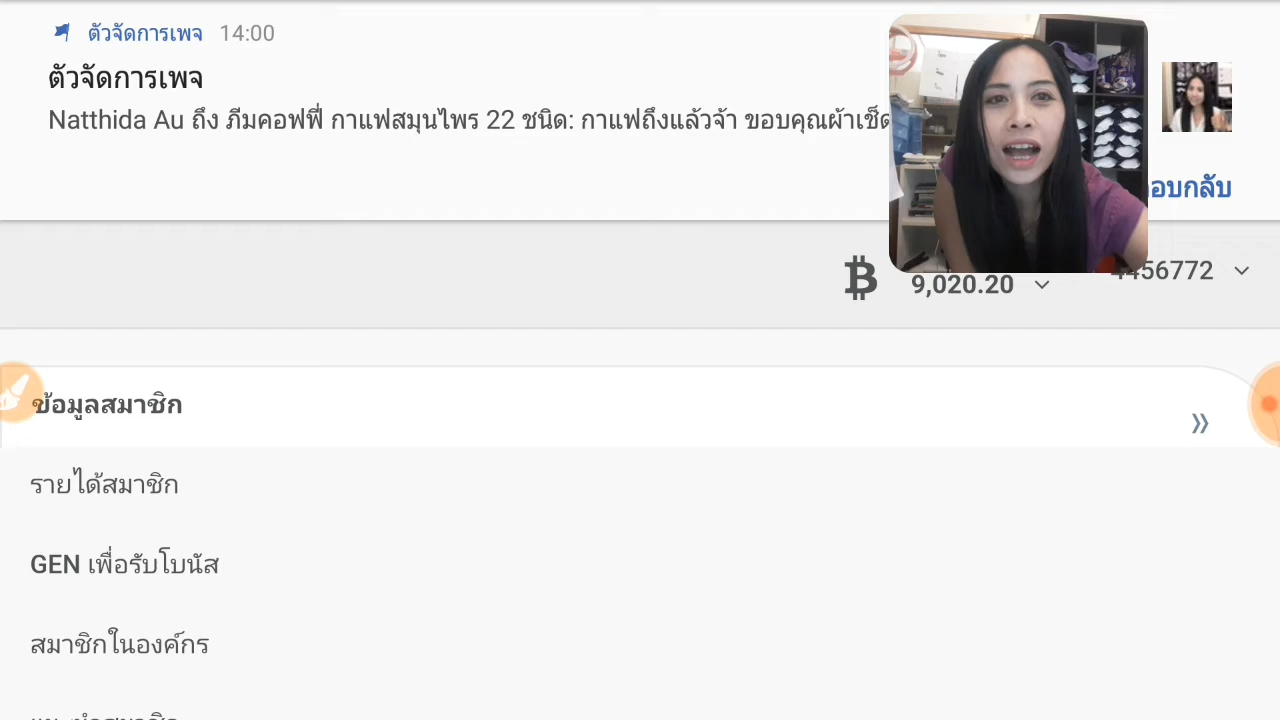 ตัวจัดการเพจ 14:00
ตัวจัดการเพจ
Natthida Au ถึง ภีมคอฟฟี่ กาแฟสมุนไพร 22 ชนิด: กาแฟถึงแล้วจ้า ขอบคุณผ้าเช็ด
อบกลับ
9,020.20
4456772
ข้อมูลสมาชิก
รายได้สมาชิก
GEN เพื่อรับโบนัส
สมาชิกในองค์กร